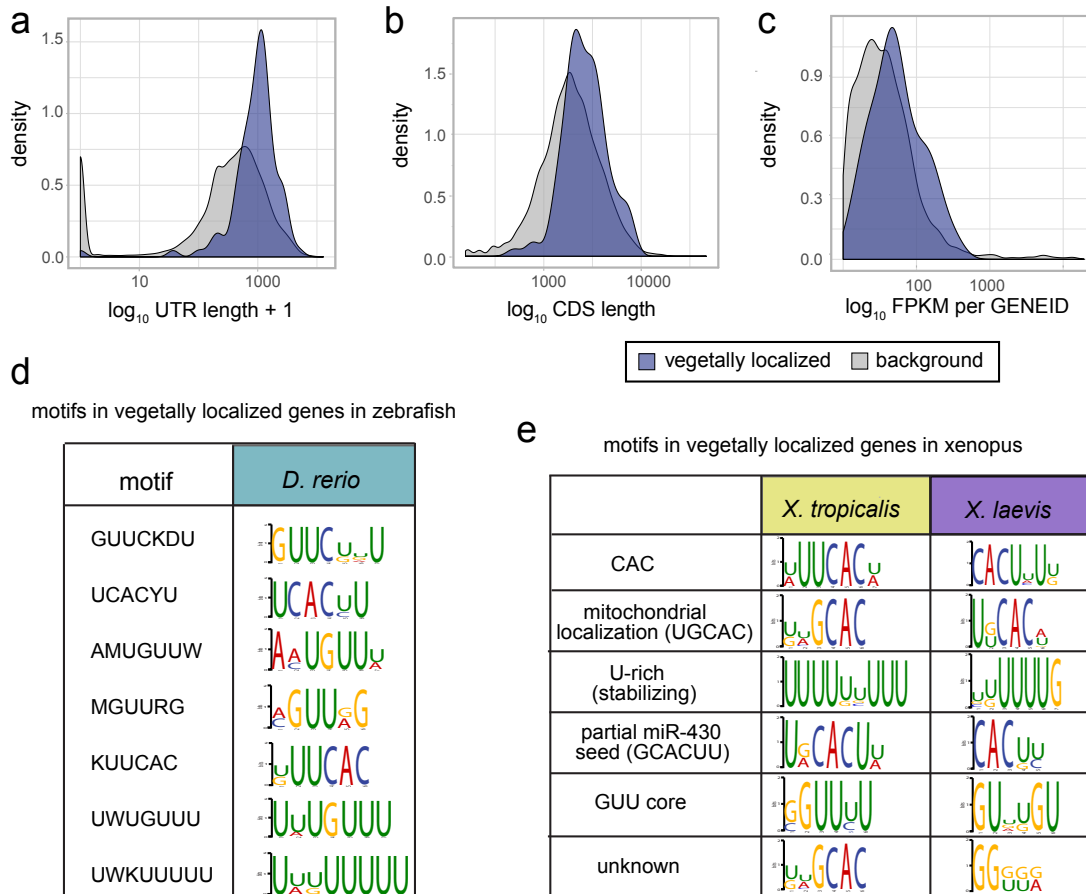 a
1.5
1.0
0.5
0.0
density
10
1000
log10 UTR length + 1
b
1.5
1.0
0.5
0.0
density
1000
10000
log10 CDS length
c
0.9
0.6
0.3
0.0
density
100
1000
log10 FPKM per GENEID
vegetally localized
background
d
motifs in vegetally localized genes in zebrafish
motif
D. rerio
GUUCKDU
UCACYU
AMUGUUW
MGUURG
KUUCAC
UWUGUUU
UWKUUUUU
e
motifs in vegetally localized genes in xenopus
X. tropicalis
X. laevis
CAC
mitochondrial
localization (UGCAC)
U-rich
(stabilizing)
partial miR-430
seed (GCACUU)
GUU core
unknown